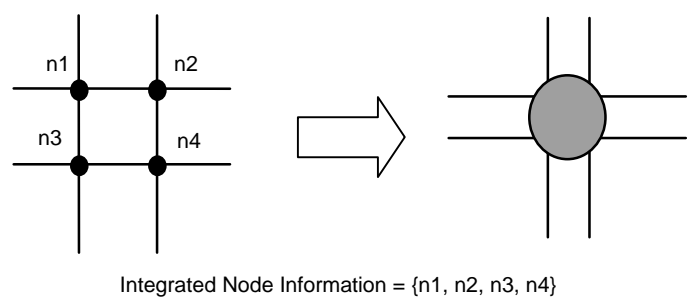 n1 n2
n3 n4
Integrated Node Information = {n1, n2, n3, n4}